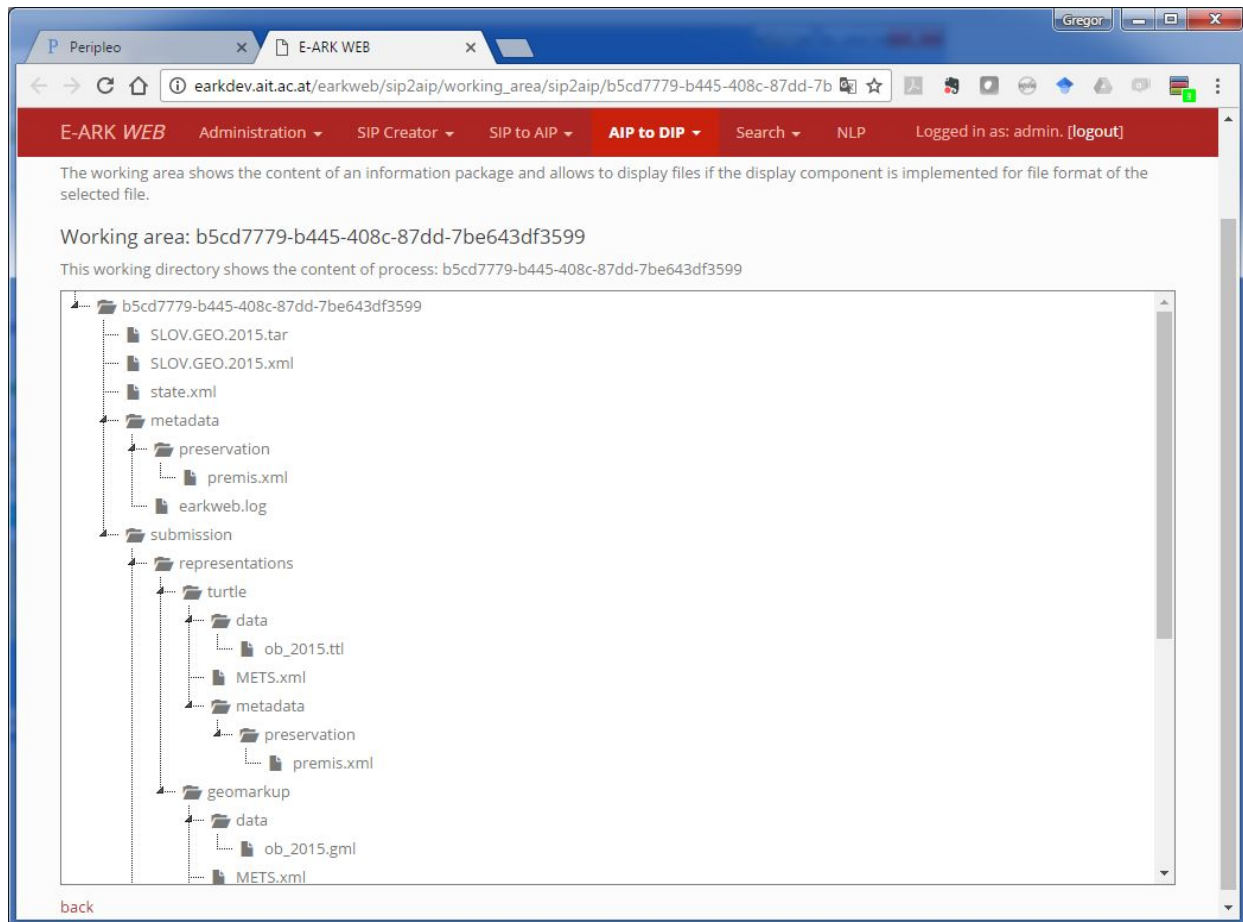 Gregor
Peripleo
E-ARK WEB
earkdev.ait.ac.at/earkweb/sip2aip/working_area/sip2aip/b5cd7779-b445-408c-87dd-7b
E-ARK WEB Administration SIP Creator SIP to AIP AIP to DIP Search NLP Logged in as: admin. [logout]
The working area shows the content of an information package and allows to display files if the display component is implemented for file format of the
selected file.
Working area: b5cd7779-b445-408c-87dd-7be643df3599
This working directory shows the content of process: b5cd7779-b445-408c-87dd-7be643df3599
b5cd7779-b445-408c-87dd-7be643df3599
SLOV.GEO.2015.tar
SLOV.GEO.2015.xml
state.xml
metadata
preservation
premis.xml
earkweb.log
submission
representations
turtle
data
ob_2015.ttl
METS.xml
metadata
preservation
premis.xml
geomarkup
data
ob_2015.gml
METS.xml
back